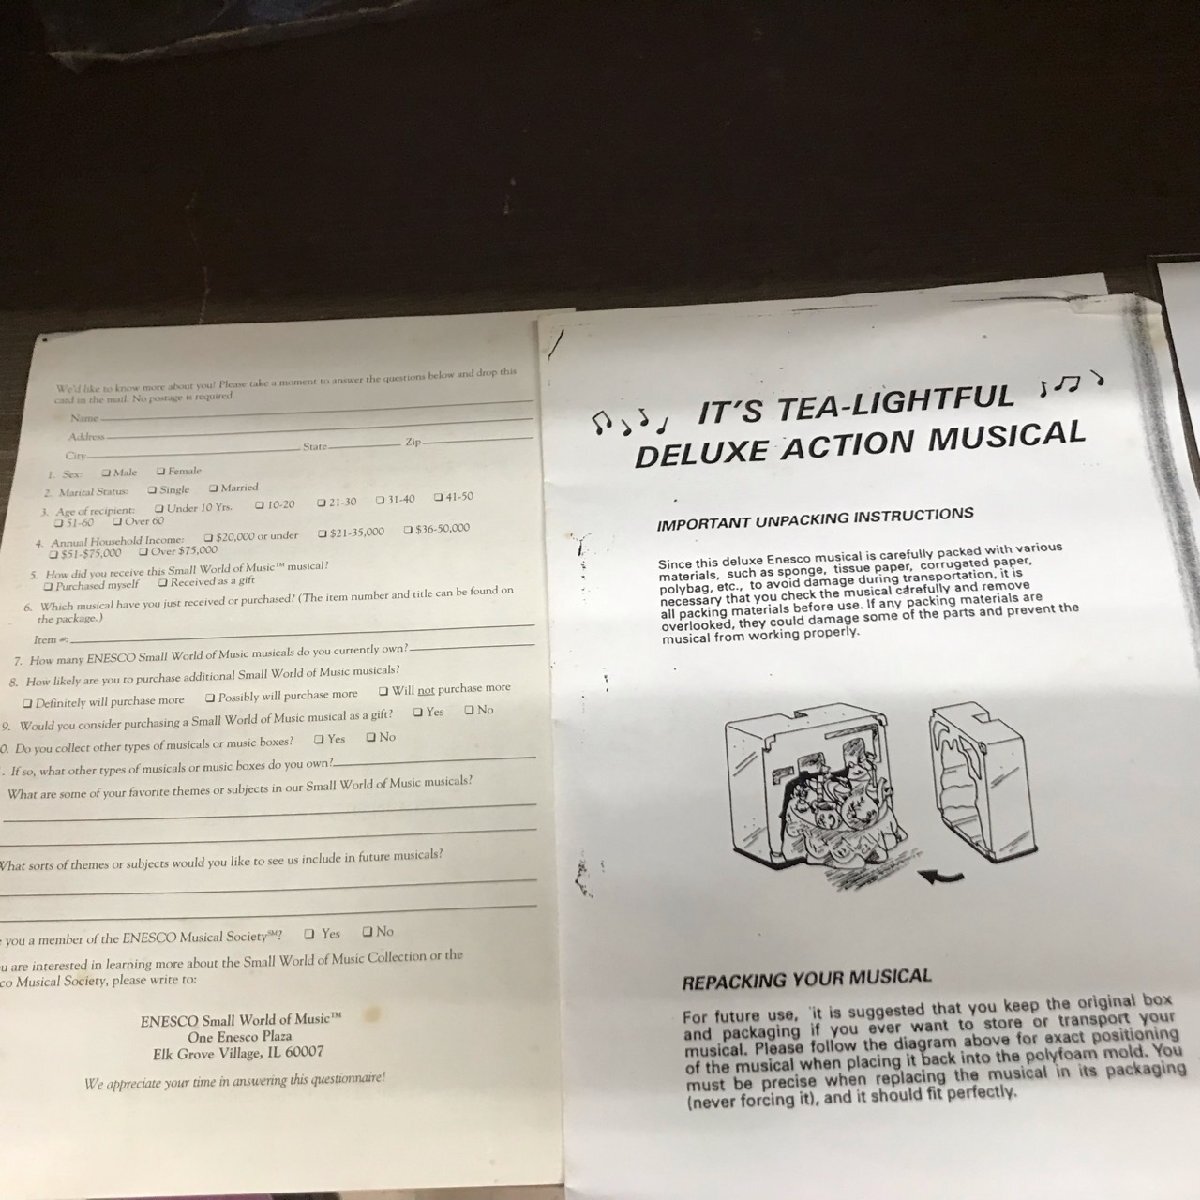 We'd like to know more about you! Please take a moment to answer the questions below and drop this
card in the mail. No postage is required
Name
Address
City State Zip
1. Sex: ❏ Male ❏ Female
2. Marital Status: ❏ Single ❏ Married
3. Age of recipient: ❏ Under 10 Yrs. ❏ 10-20 ❏ 21-30 ❏ 31-40 ❏ 41-50
❏ 51-60 ❏ Over 60
4. Annual Household Income: ❏ $20,000 or under ❏ $21-35,000 ❏ $36-50,000
❏ $51-$75,000 ❏ Over $75,000
5. How did you receive this Small World of Music™ musical?
❏ Purchased myself ❏ Received as a gift
6. Which musical have you just received or purchased? (The item number and title can be found on
the package.)
Item #:
7. How many ENESCO Small World of Music musicals do you currently own?
8. How likely are you to purchase additional Small World of Music musicals?
❏ Definitely will purchase more ❏ Possibly will purchase more ❏ Will not purchase more
9. Would you consider purchasing a Small World of Music musical as a gift? ❏ Yes ❏ No
0. Do you collect other types of musicals or music boxes? ❏ Yes ❏ No
. If so, what other types of musicals or music boxes do you own?
What are some of your favorite themes or subjects in our Small World of Music musicals?
What sorts of themes or subjects would you like to see us include in future musicals?
you a member of the ENESCO Musical Society℠? ❏ Yes ❏ No
u are interested in learning more about the Small World of Music Collection or the
co Musical Society, please write to:
ENESCO Small World of Music™
One Enesco Plaza
Elk Grove Village, IL 60007
We appreciate your time in answering this questionnaire!
IT'S TEA-LIGHTFUL
DELUXE ACTION MUSICAL
IMPORTANT UNPACKING INSTRUCTIONS
Since this deluxe Enesco musical is carefully packed with various
materials, such as sponge, tissue paper, corrugated paper,
polybag, etc., to avoid damage during transportation, it is
necessary that you check the musical carefully and remove
all packing materials before use. If any packing materials are
overlooked, they could damage some of the parts and prevent the
musical from working properly.
REPACKING YOUR MUSICAL
For future use, it is suggested that you keep the original box
and packaging if you ever want to store or transport your
musical. Please follow the diagram above for exact positioning
of the musical when placing it back into the polyfoam mold. You
must be precise when replacing the musical in its packaging
(never forcing it), and it should fit perfectly.